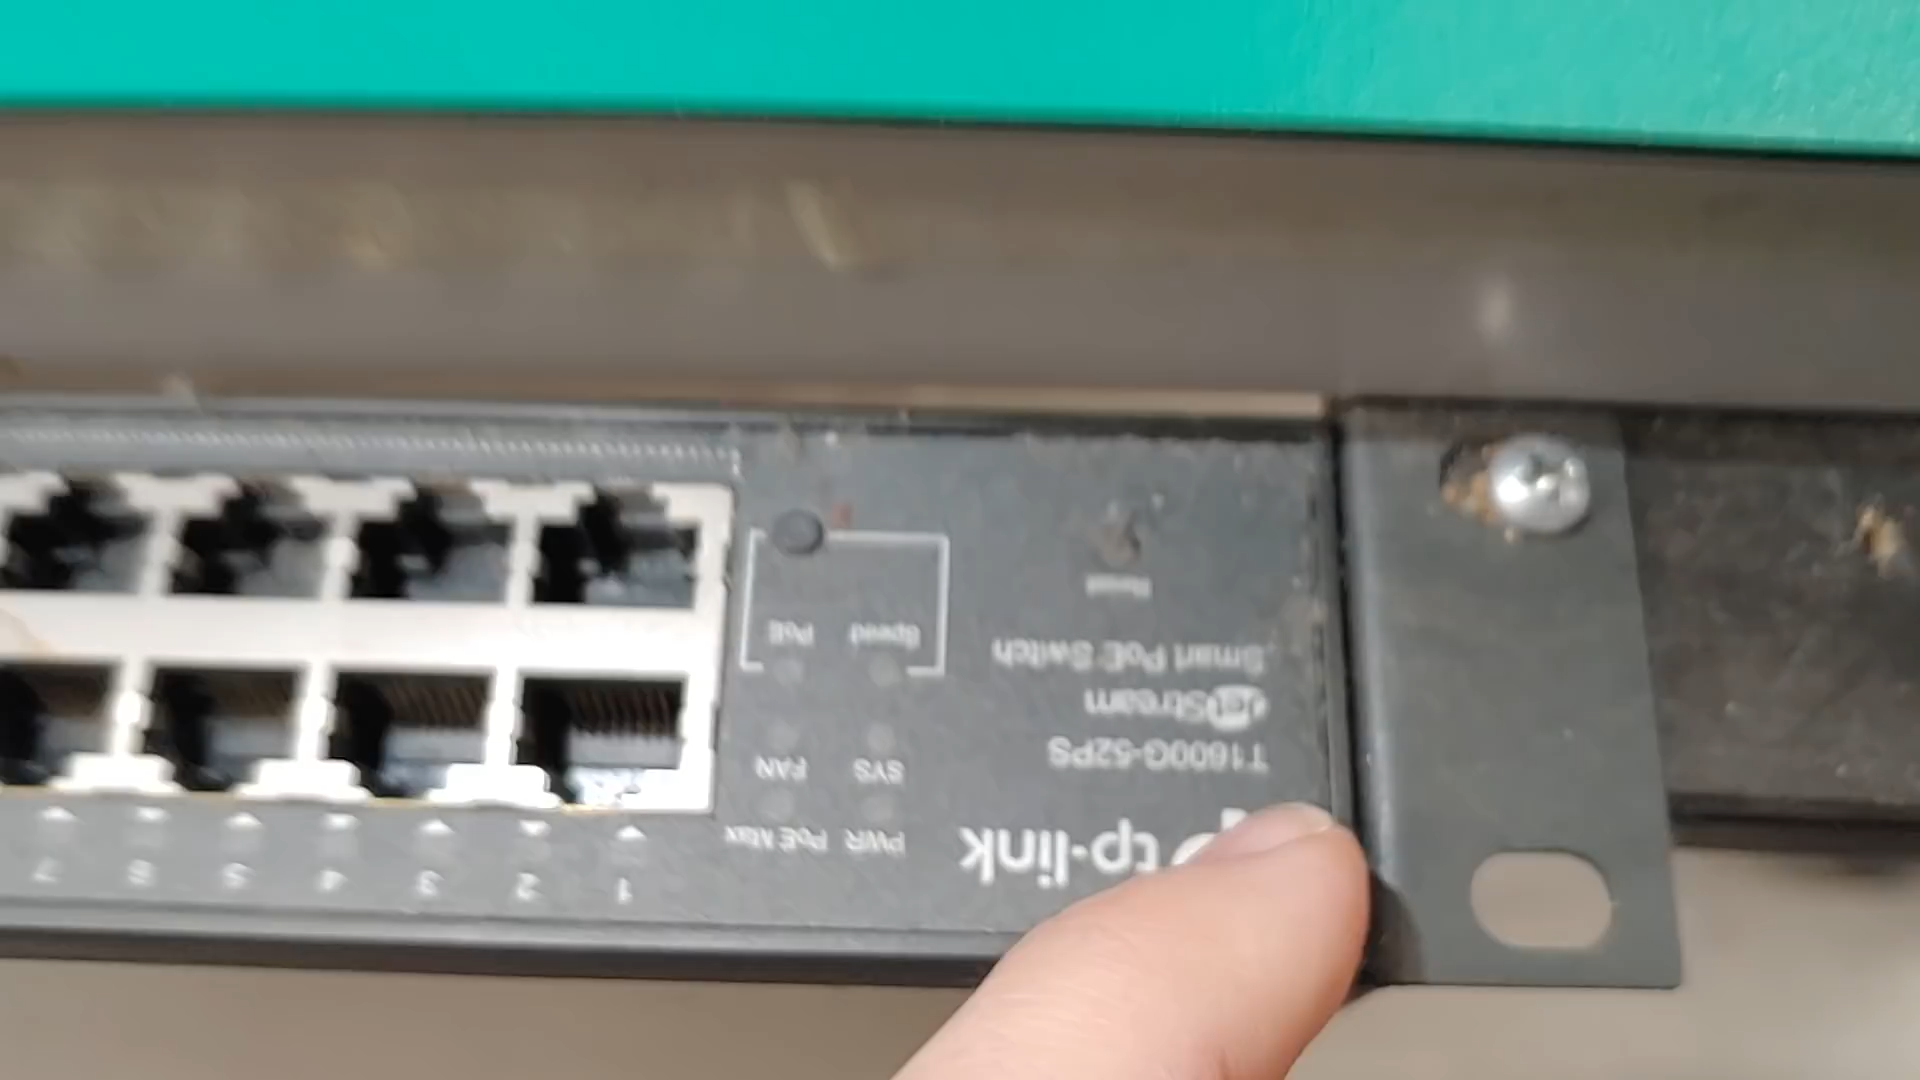 tp-link
T1600G-52PS
JetStream
Smart PoE Switch
Reset
PWR PoE Max
SYS FAN
Speed PoE
1 2 3 4 5 6 7